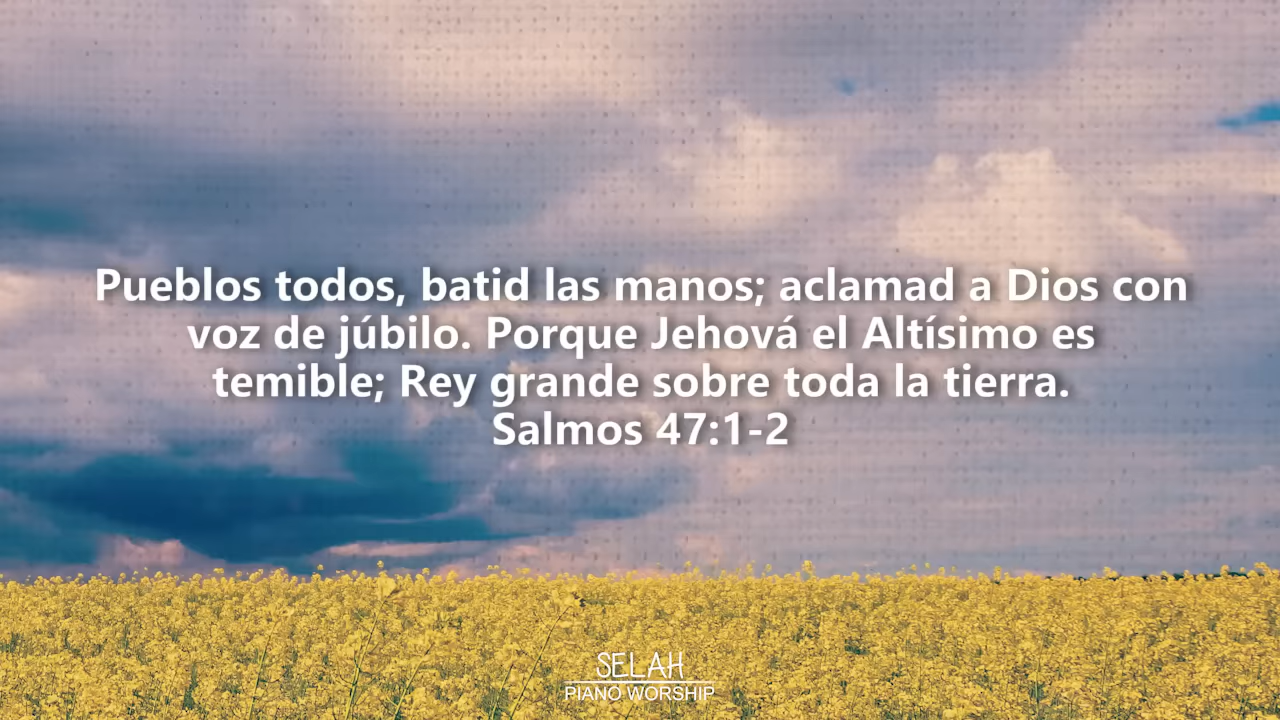 Pueblos todos, batid las manos; aclamad a Dios con
voz de júbilo. Porque Jehová el Altísimo es
temible; Rey grande sobre toda la tierra.
Salmos 47:1-2
SELAH
PIANO WORSHIP